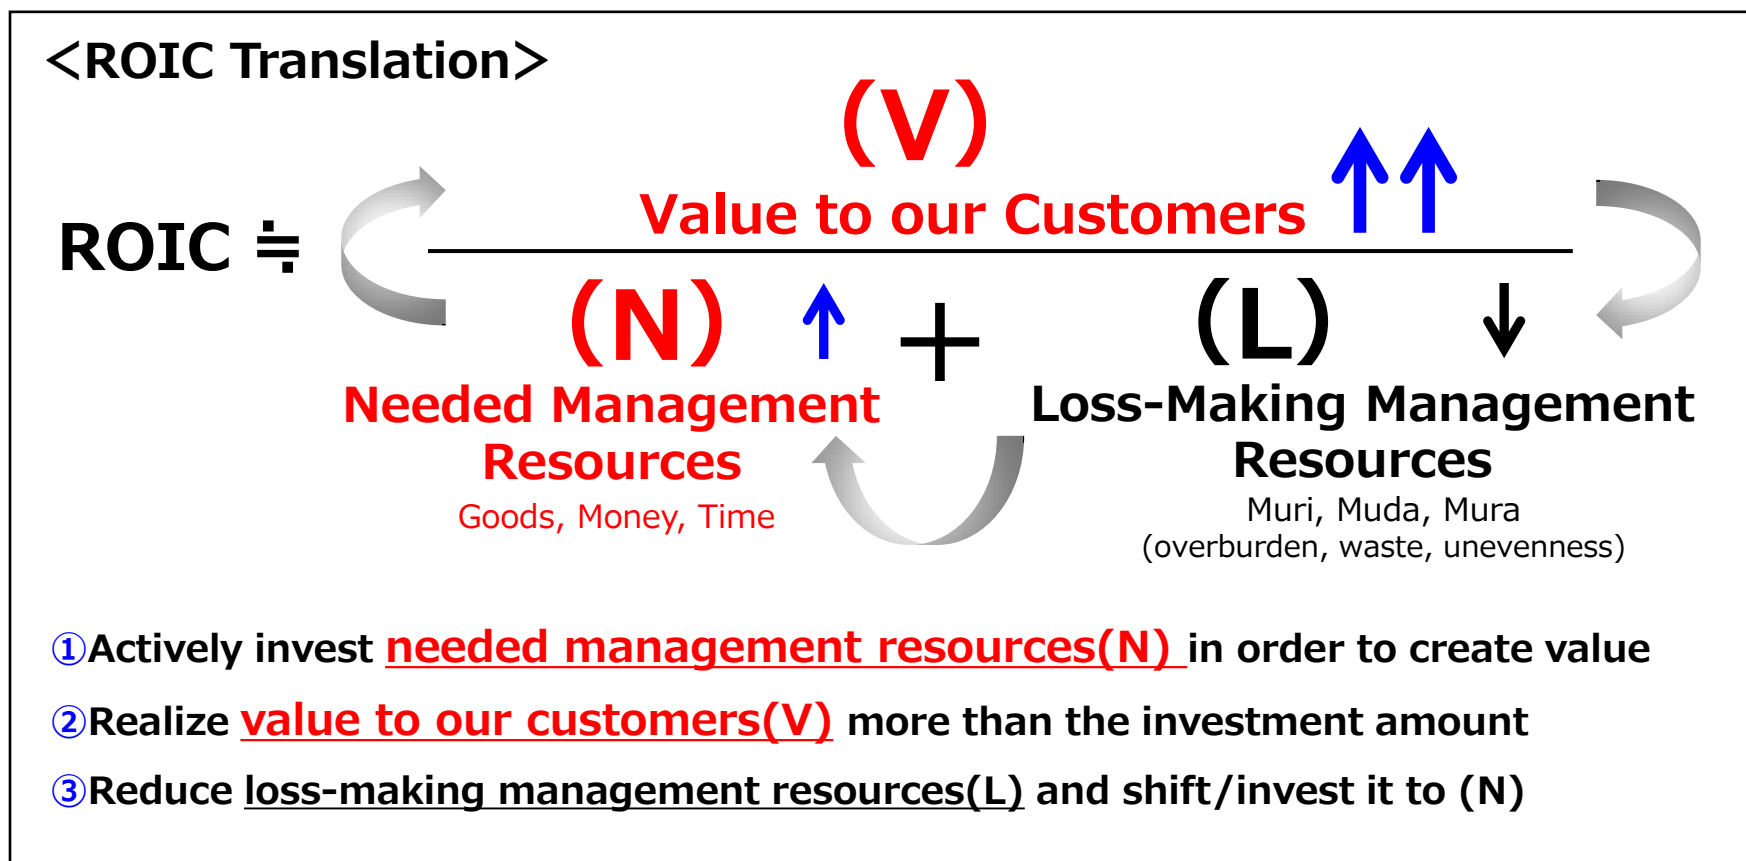 <ROIC Translation>
(V)
Value to our Customers ↑↑
ROIC ≒
(N) ↑ + (L) ↓
Needed Management
Resources
Goods, Money, Time
Loss-Making Management
Resources
Muri, Muda, Mura
(overburden, waste, unevenness)
①Actively invest needed management resources(N) in order to create value
②Realize value to our customers(V) more than the investment amount
③Reduce loss-making management resources(L) and shift/invest it to (N)